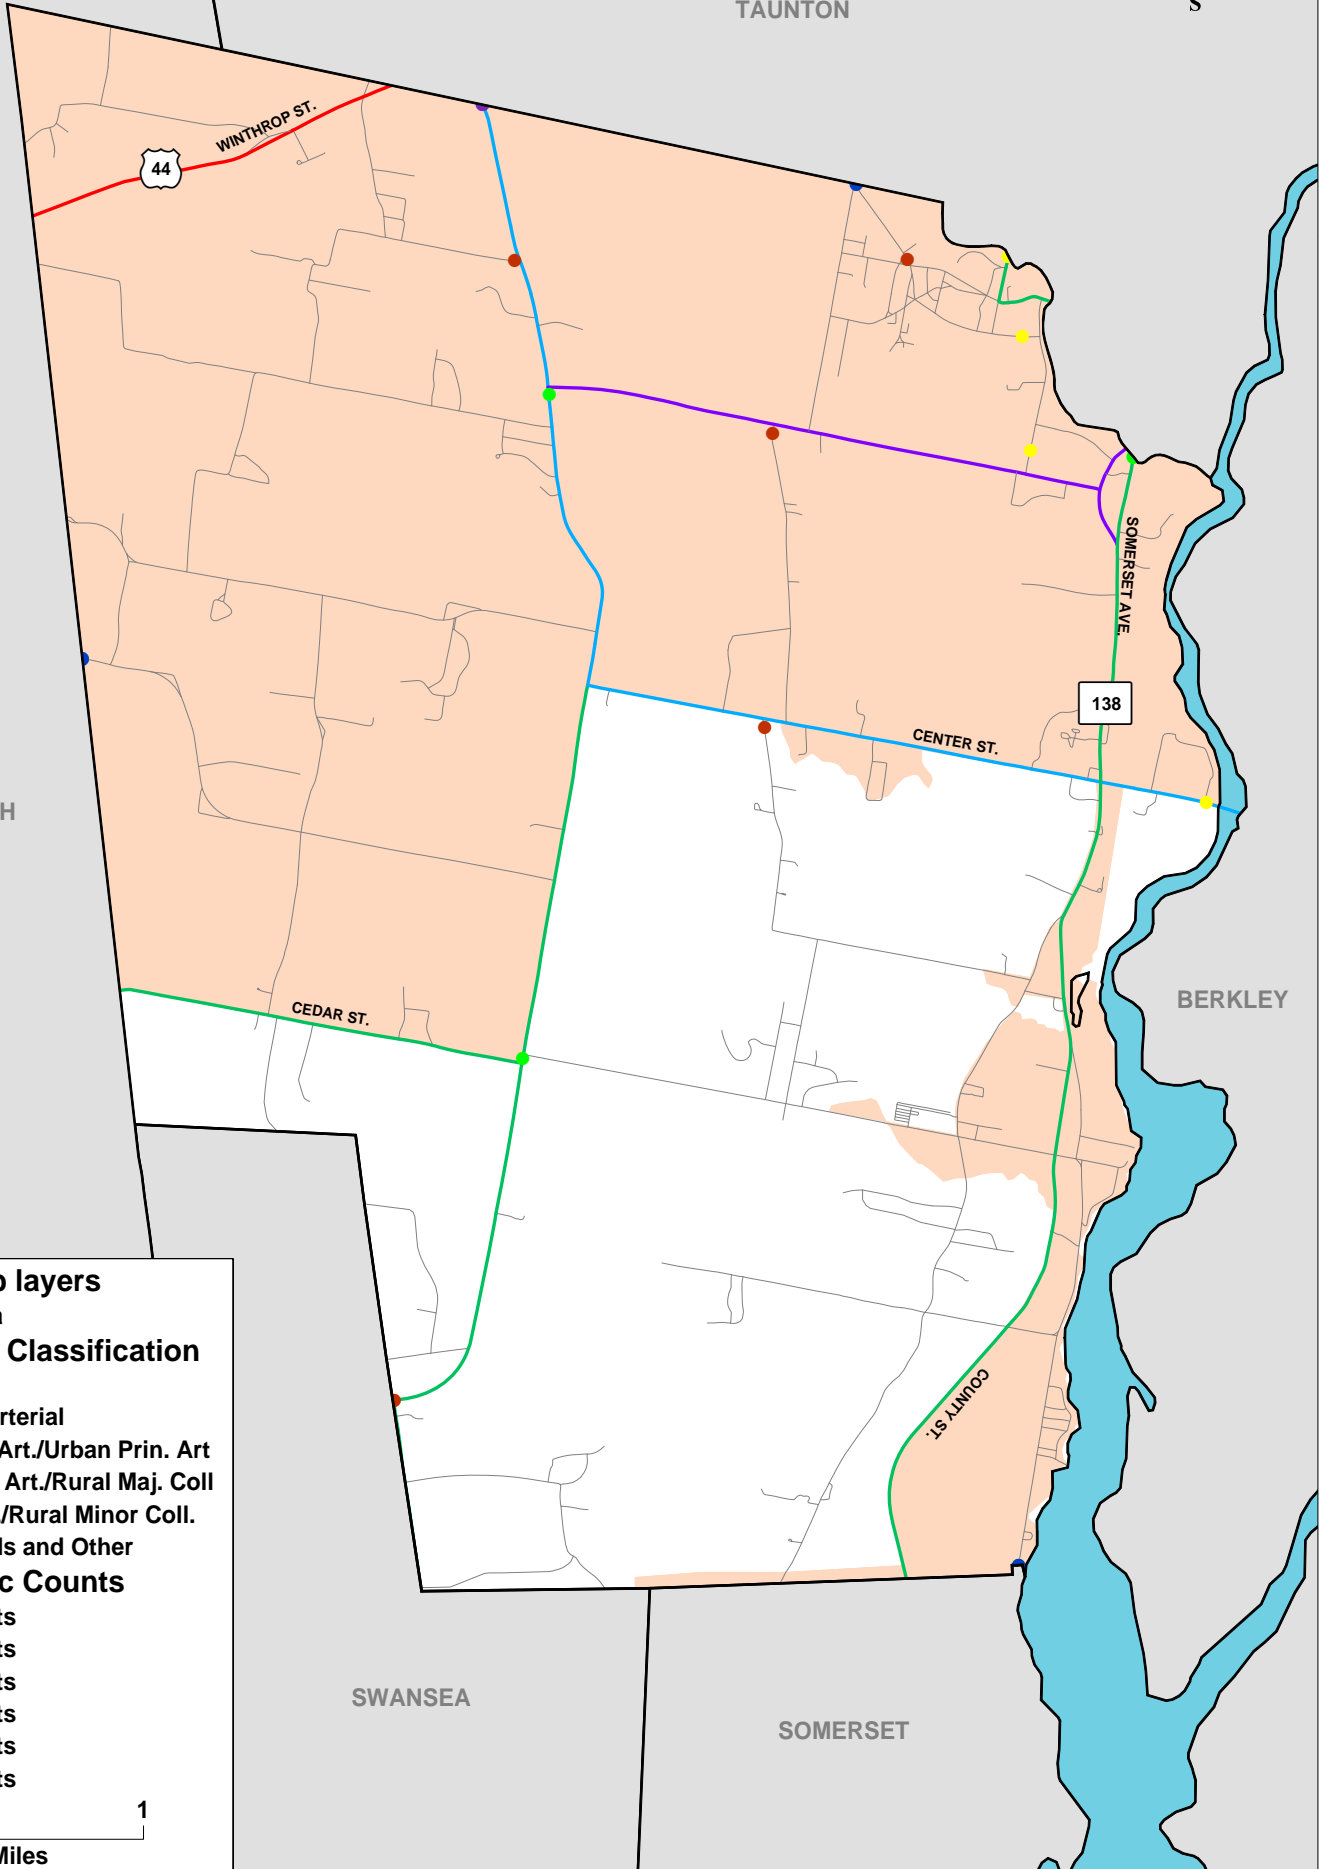 TAUNTON
S
WINTHROP ST.
44
SOMERSET AVE.
138
CENTER ST.
H
BERKLEY
CEDAR ST.
COUNTY ST.
layers
Classification
rterial
Art./Urban Prin. Art
Art./Rural Maj. Coll
./Rural Minor Coll.
ds and Other
c Counts
ts
ts
ts
ts
ts
ts
1
Miles
SWANSEA
SOMERSET